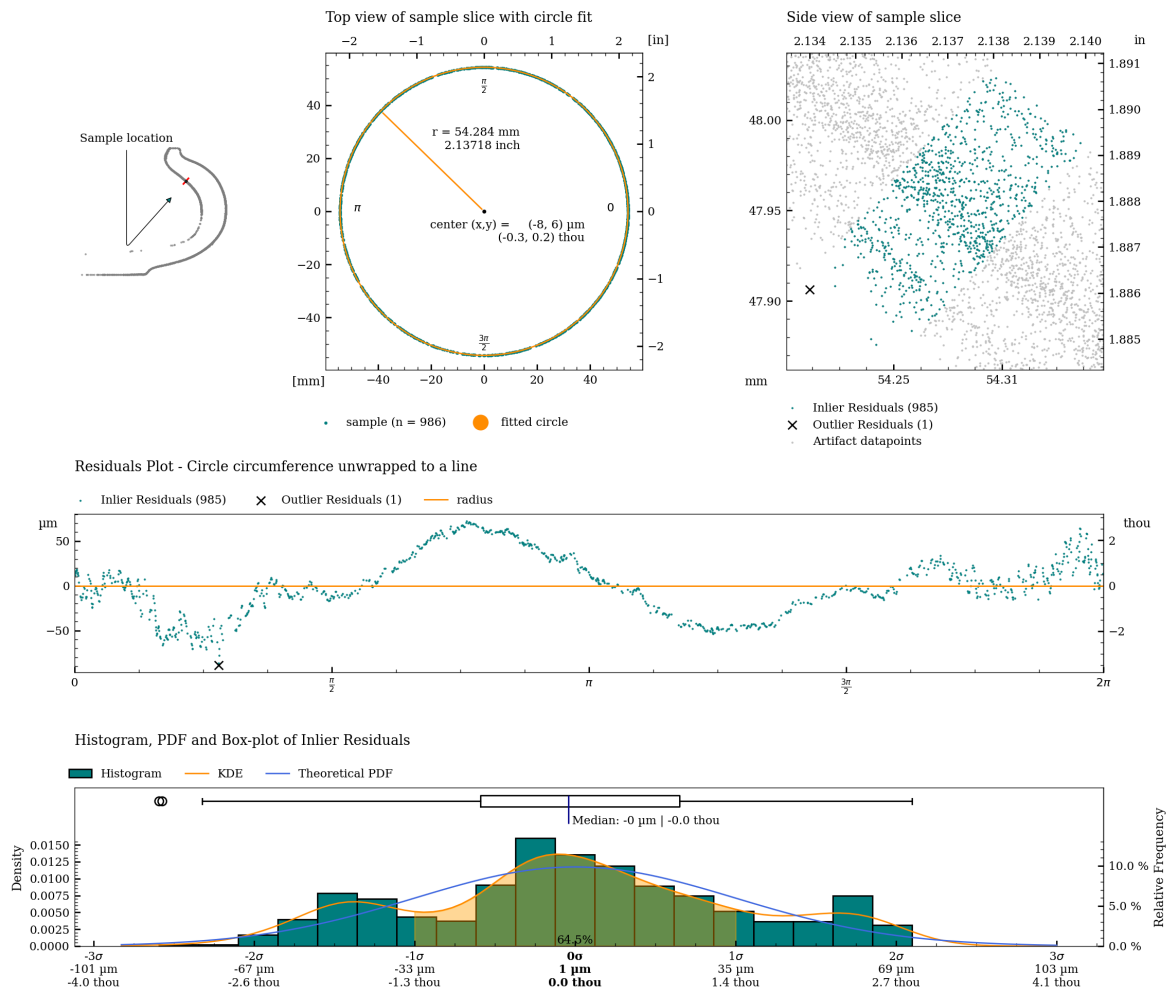 Top view of sample slice with circle fit
−2 −1 0 1 2 [in]
Sample location
π/2
r = 54.284 mm
2.13718 inch
π
0
center (x,y) = (-8, 6) µm
(-0.3, 0.2) thou
3π/2
40
20
0
−20
−40
2
1
0
−1
−2
[mm] −40 −20 0 20 40
sample (n = 986) fitted circle
Side view of sample slice
2.134 2.135 2.136 2.137 2.138 2.139 2.140 in
48.00
47.95
47.90
1.891
1.890
1.889
1.888
1.887
1.886
1.885
mm 54.25 54.31
Inlier Residuals (985)
Outlier Residuals (1)
Artifact datapoints
Residuals Plot - Circle circumference unwrapped to a line
Inlier Residuals (985) Outlier Residuals (1) radius
µm thou
50
0
−50
2
0
−2
0 π/2 π 3π/2 2π
Histogram, PDF and Box-plot of Inlier Residuals
Histogram KDE Theoretical PDF
Median: -0 µm | -0.0 thou
Density
0.0150
0.0125
0.0100
0.0075
0.0050
0.0025
0.0000
Relative Frequency
10.0 %
5.0 %
0.0 %
64.5%
-3σ -2σ -1σ 0σ 1σ 2σ 3σ
-101 µm -67 µm -33 µm 1 µm 35 µm 69 µm 103 µm
-4.0 thou -2.6 thou -1.3 thou 0.0 thou 1.4 thou 2.7 thou 4.1 thou